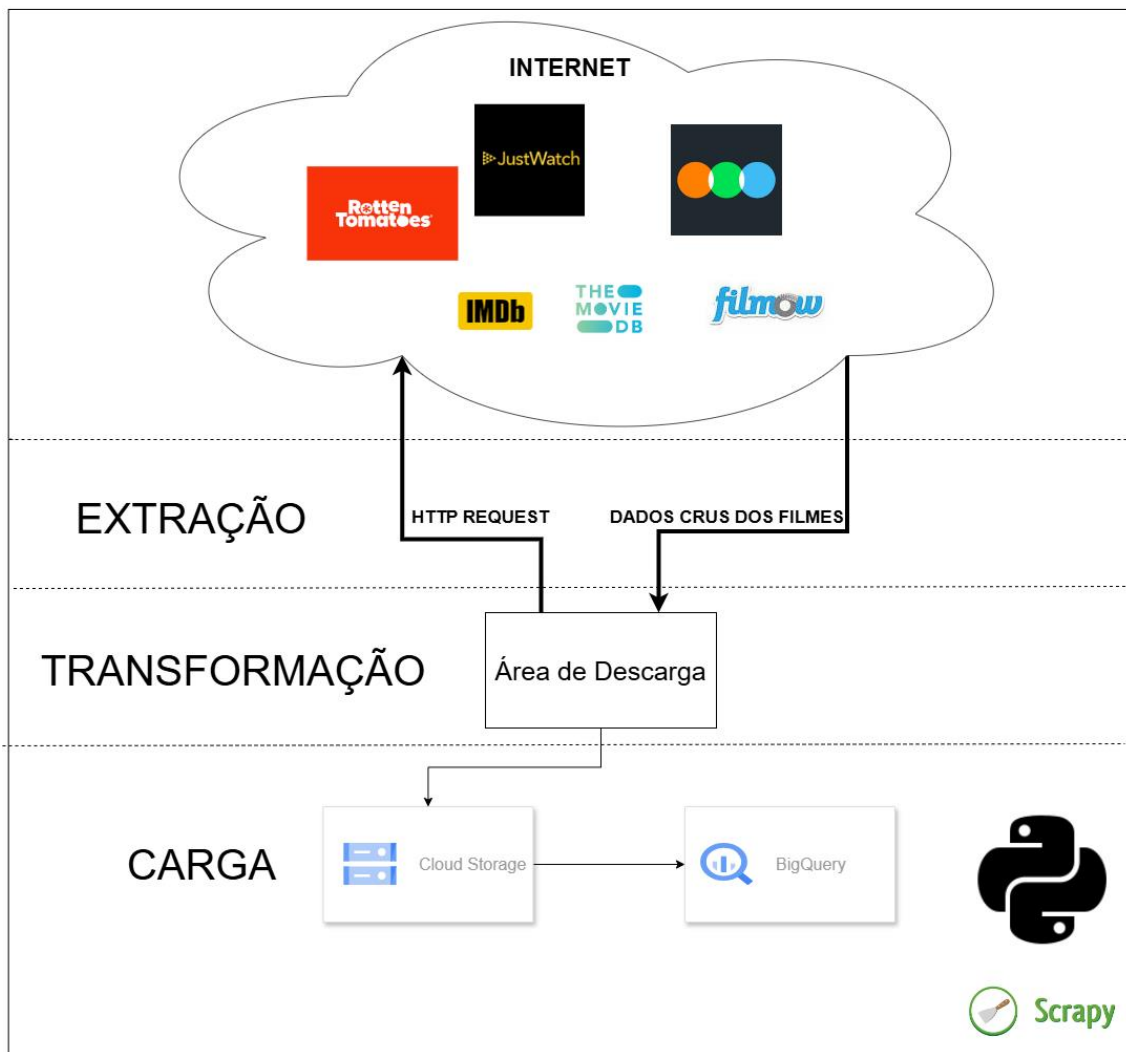 INTERNET
JustWatch
Rotten
Tomatoes
IMDb
THE
MOVIE
DB
filmow
EXTRAÇÃO
HTTP REQUEST
DADOS CRUS DOS FILMES
TRANSFORMAÇÃO
Área de Descarga
CARGA
Cloud Storage
BigQuery
Scrapy